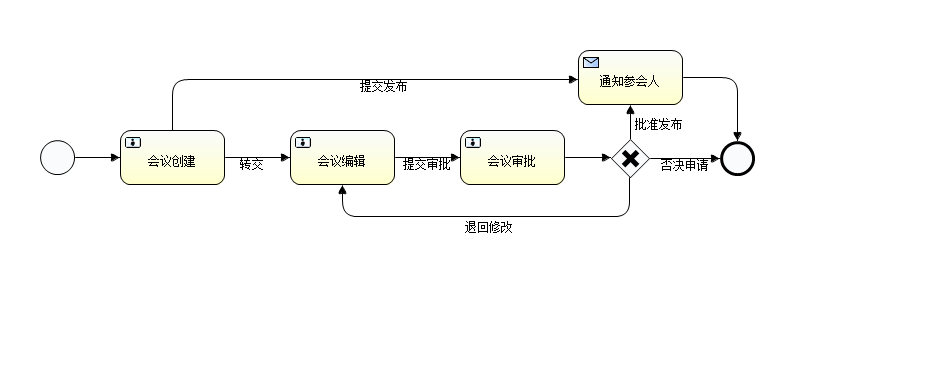 通知参会人
提交发布
批准发布
会议创建
转交
会议编辑
提交审批
会议审批
否决申请
退回修改